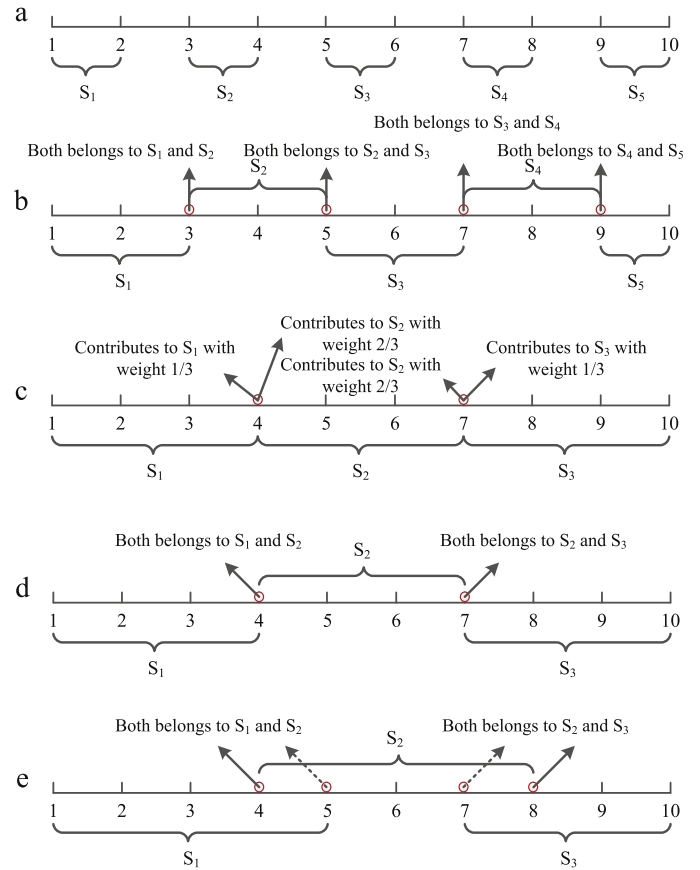 a
1 2 3 4 5 6 7 8 9 10
S1 S2 S3 S4 S5
Both belongs to S3 and S4
Both belongs to S1 and S2 Both belongs to S2 and S3 Both belongs to S4 and S5
S2 S4
b
1 2 3 4 5 6 7 8 9 10
S1 S3 S5
Contributes to S2 with
weight 2/3
Contributes to S1 with
weight 1/3
Contributes to S2 with
weight 2/3
Contributes to S3 with
weight 1/3
c
1 2 3 4 5 6 7 8 9 10
S1 S2 S3
Both belongs to S1 and S2 S2 Both belongs to S2 and S3
d
1 2 3 4 5 6 7 8 9 10
S1 S3
Both belongs to S1 and S2 S2 Both belongs to S2 and S3
e
1 2 3 4 5 6 7 8 9 10
S1 S3